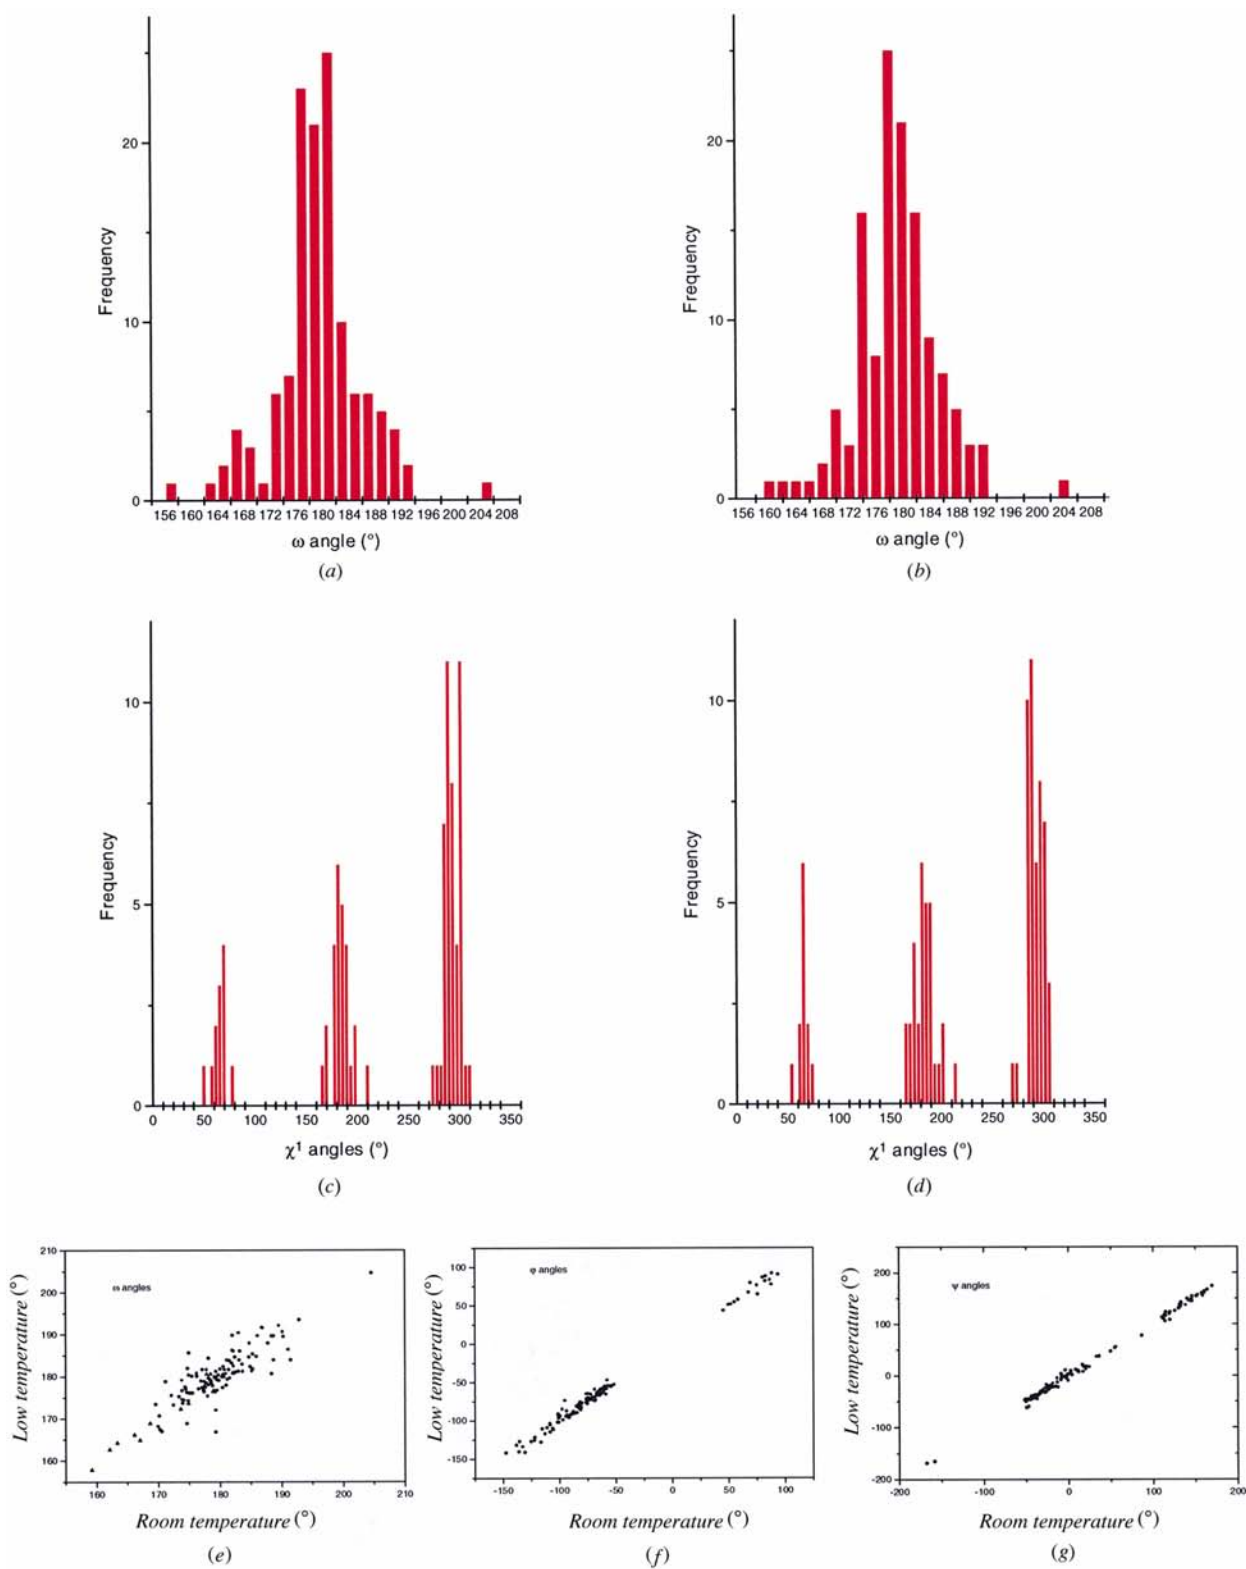 20
10
0
Frequency
156 160 164 168 172 176 180 184 188 192 196 200 204 208
ω angle (°)
(a)
20
10
0
Frequency
156 160 164 168 172 176 180 184 188 192 196 200 204 208
ω angle (°)
(b)
10
5
0
Frequency
0 50 100 150 200 250 300 350
χ¹ angles (°)
(c)
10
5
0
Frequency
0 50 100 150 200 250 300 350
χ¹ angles (°)
(d)
210
200
190
180
170
160
Low temperature (°)
ω angles
160 170 180 190 200 210
Room temperature (°)
(e)
100
50
0
-50
-100
-150
Low temperature (°)
φ angles
-150 -100 -50 0 50 100
Room temperature (°)
(f)
200
100
0
-100
-200
Low temperature (°)
ψ angles
-200 -100 0 100 200
Room temperature (°)
(g)